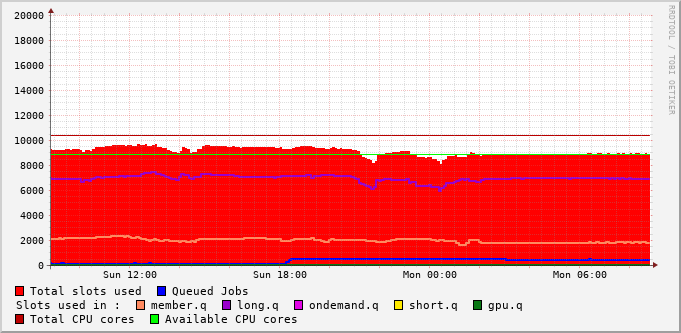 RRDTOOL / TOBI OETIKER
20000
18000
16000
14000
12000
10000
8000
6000
4000
2000
0
Sun 12:00 Sun 18:00 Mon 00:00 Mon 06:00
Total slots used Queued Jobs
Slots used in : member.q long.q ondemand.q short.q gpu.q
Total CPU cores Available CPU cores